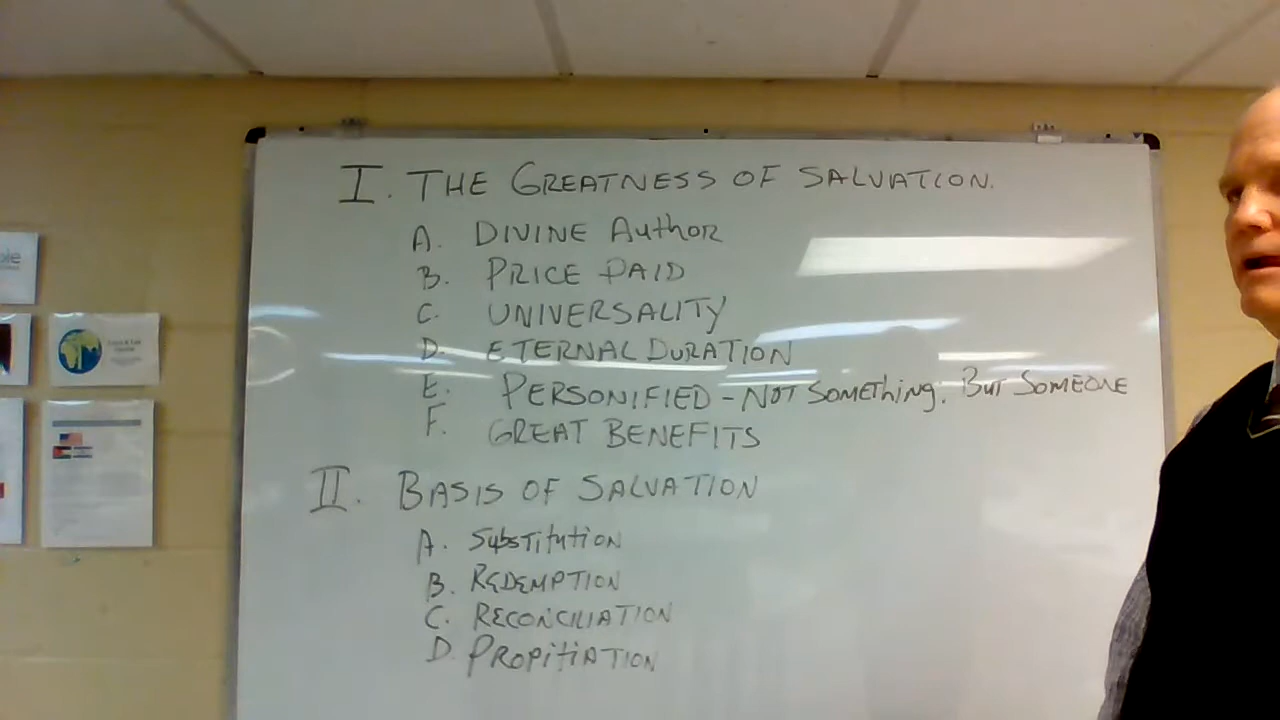 I. THE GREATNESS OF SALVATION.
A. DIVINE Author
B. PRICE PAID
C. UNIVERSALITY
D. ETERNAL DURATION
E. PERSONIFIED - NOT Something. But SOMEONE
F. GREAT BENEFITS
II. BASIS OF SALVATION
A. Substitution
B. REDEMPTION
C. RECONCILIATION
D. PROPITIATION